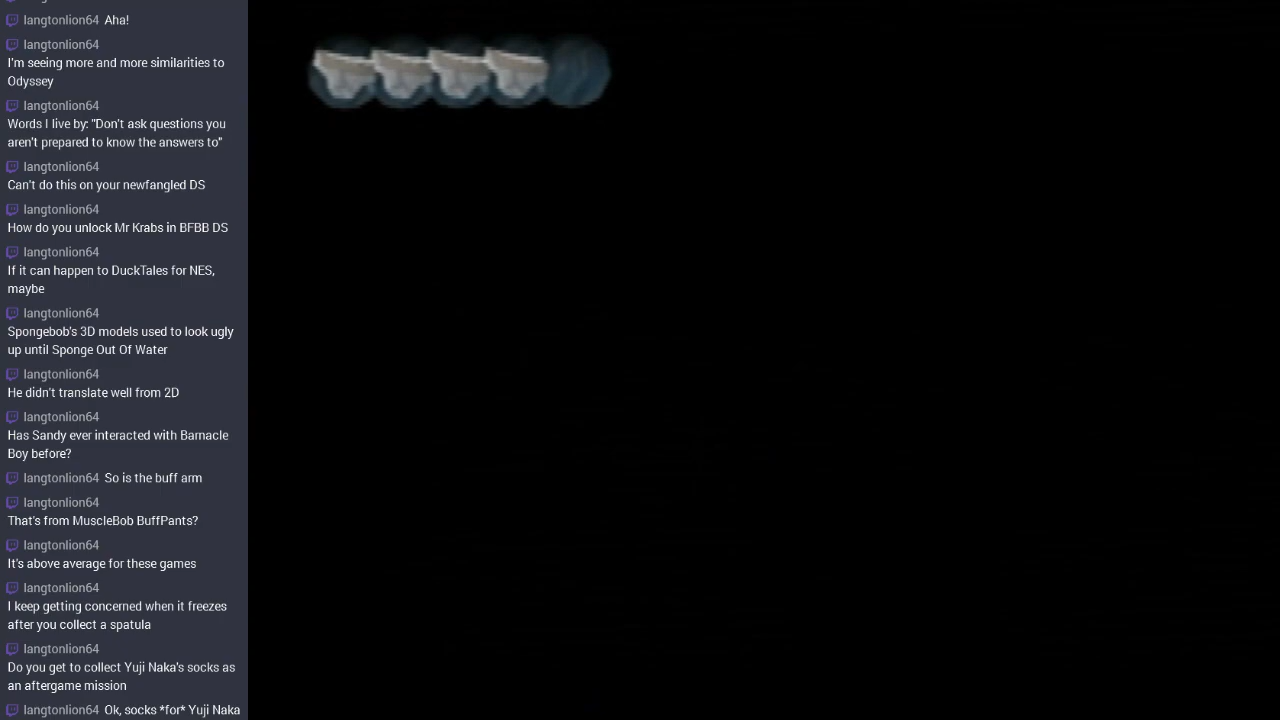 langtonlion64 Aha!
langtonlion64
I'm seeing more and more similarities to
Odyssey
langtonlion64
Words I live by: "Don't ask questions you
aren't prepared to know the answers to"
langtonlion64
Can't do this on your newfangled DS
langtonlion64
How do you unlock Mr Krabs in BFBB DS
langtonlion64
If it can happen to DuckTales for NES,
maybe
langtonlion64
Spongebob's 3D models used to look ugly
up until Sponge Out Of Water
langtonlion64
He didn't translate well from 2D
langtonlion64
Has Sandy ever interacted with Barnacle
Boy before?
langtonlion64 So is the buff arm
langtonlion64
That's from MuscleBob BuffPants?
langtonlion64
It's above average for these games
langtonlion64
I keep getting concerned when it freezes
after you collect a spatula
langtonlion64
Do you get to collect Yuji Naka's socks as
an aftergame mission
langtonlion64 Ok, socks *for* Yuji Naka